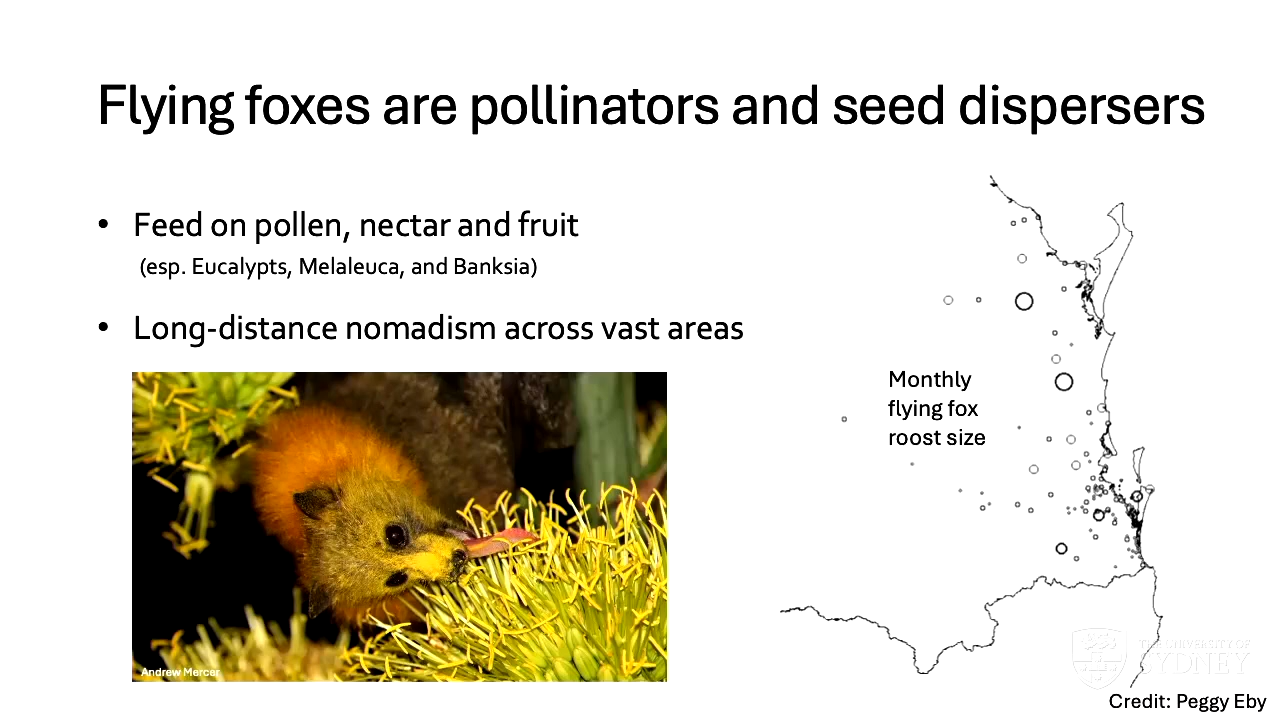 Flying foxes are pollinators and seed dispersers
• Feed on pollen, nectar and fruit
(esp. Eucalypts, Melaleuca, and Banksia)
• Long-distance nomadism across vast areas
Monthly
flying fox
roost size
Andrew Mercer
THE UNIVERSITY OF
SYDNEY
Credit: Peggy Eby